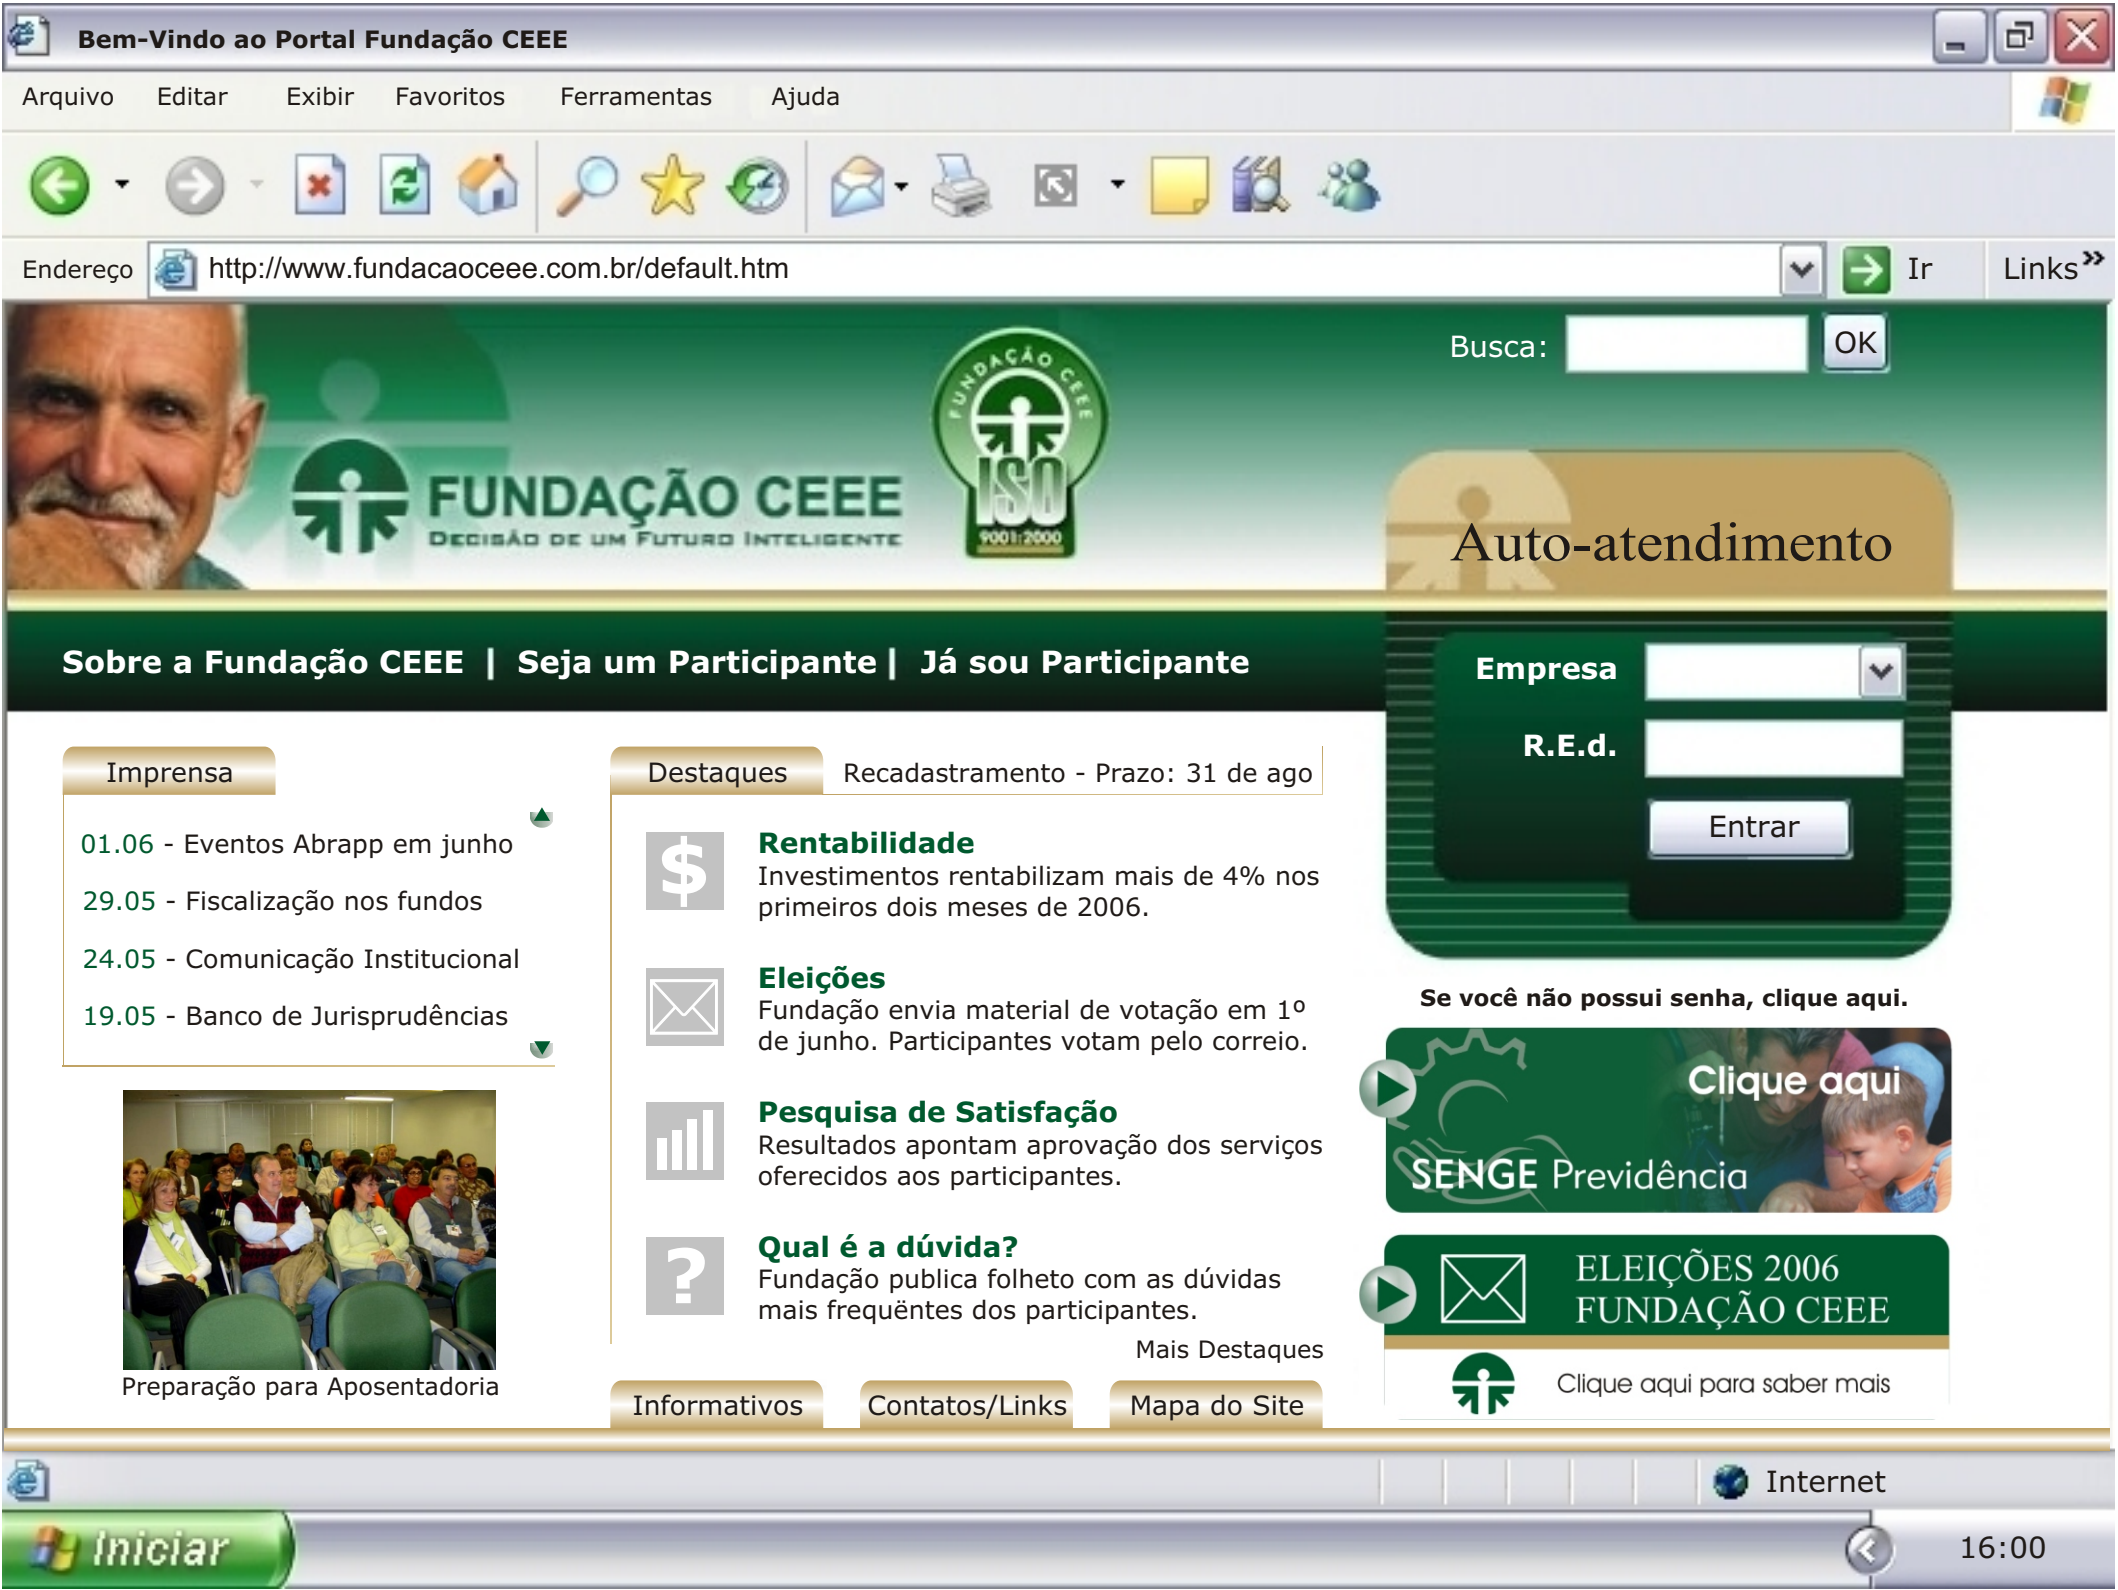 Bem-Vindo ao Portal Fundação CEEE
Arquivo Editar Exibir Favoritos Ferramentas Ajuda
Endereço http://www.fundacaoceee.com.br/default.htm Ir Links»
Busca: OK
FUNDAÇÃO CEEE
ISO
9001:2000
FUNDAÇÃO CEEE
DECISÃO DE UM FUTURO INTELIGENTE
Auto-atendimento
Sobre a Fundação CEEE | Seja um Participante | Já sou Participante
Empresa
R.E.d.
Entrar
Se você não possui senha, clique aqui.
Imprensa
01.06 - Eventos Abrapp em junho
29.05 - Fiscalização nos fundos
24.05 - Comunicação Institucional
19.05 - Banco de Jurisprudências
Preparação para Aposentadoria
Destaques Recadastramento - Prazo: 31 de ago
$
Rentabilidade
Investimentos rentabilizam mais de 4% nos
primeiros dois meses de 2006.
Eleições
Fundação envia material de votação em 1º
de junho. Participantes votam pelo correio.
Pesquisa de Satisfação
Resultados apontam aprovação dos serviços
oferecidos aos participantes.
?
Qual é a dúvida?
Fundação publica folheto com as dúvidas
mais freqüentes dos participantes.
Mais Destaques
Informativos Contatos/Links Mapa do Site
Clique aqui
SENGE Previdência
ELEIÇÕES 2006
FUNDAÇÃO CEEE
Clique aqui para saber mais
Internet
Iniciar 16:00